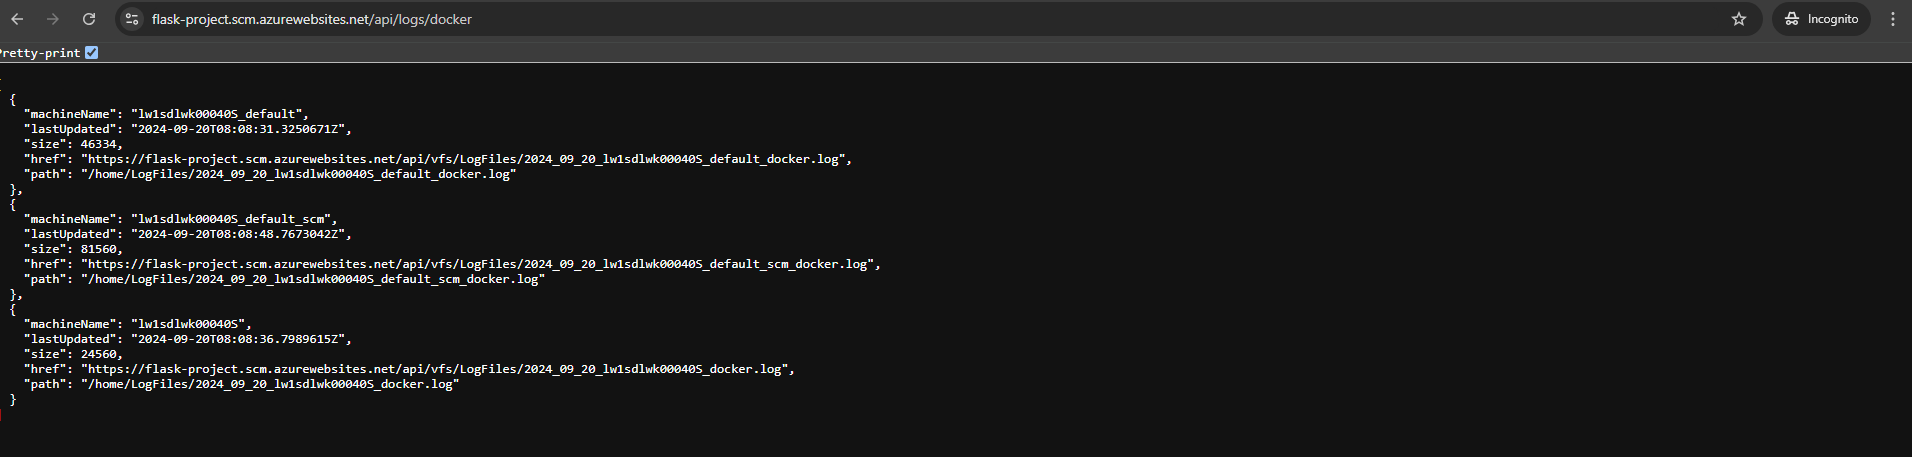 flask-project.scm.azurewebsites.net/api/logs/docker
Incognito
Pretty-print
{
"machineName": "lw1sdlwk00040S_default",
"lastUpdated": "2024-09-20T08:08:31.3250671Z",
"size": 46334,
"href": "https://flask-project.scm.azurewebsites.net/api/vfs/LogFiles/2024_09_20_lw1sdlwk00040S_default_docker.log",
"path": "/home/LogFiles/2024_09_20_lw1sdlwk00040S_default_docker.log"
},
{
"machineName": "lw1sdlwk00040S_default_scm",
"lastUpdated": "2024-09-20T08:08:48.7673042Z",
"size": 81560,
"href": "https://flask-project.scm.azurewebsites.net/api/vfs/LogFiles/2024_09_20_lw1sdlwk00040S_default_scm_docker.log",
"path": "/home/LogFiles/2024_09_20_lw1sdlwk00040S_default_scm_docker.log"
},
{
"machineName": "lw1sdlwk00040S",
"lastUpdated": "2024-09-20T08:08:36.7989615Z",
"size": 24560,
"href": "https://flask-project.scm.azurewebsites.net/api/vfs/LogFiles/2024_09_20_lw1sdlwk00040S_docker.log",
"path": "/home/LogFiles/2024_09_20_lw1sdlwk00040S_docker.log"
}